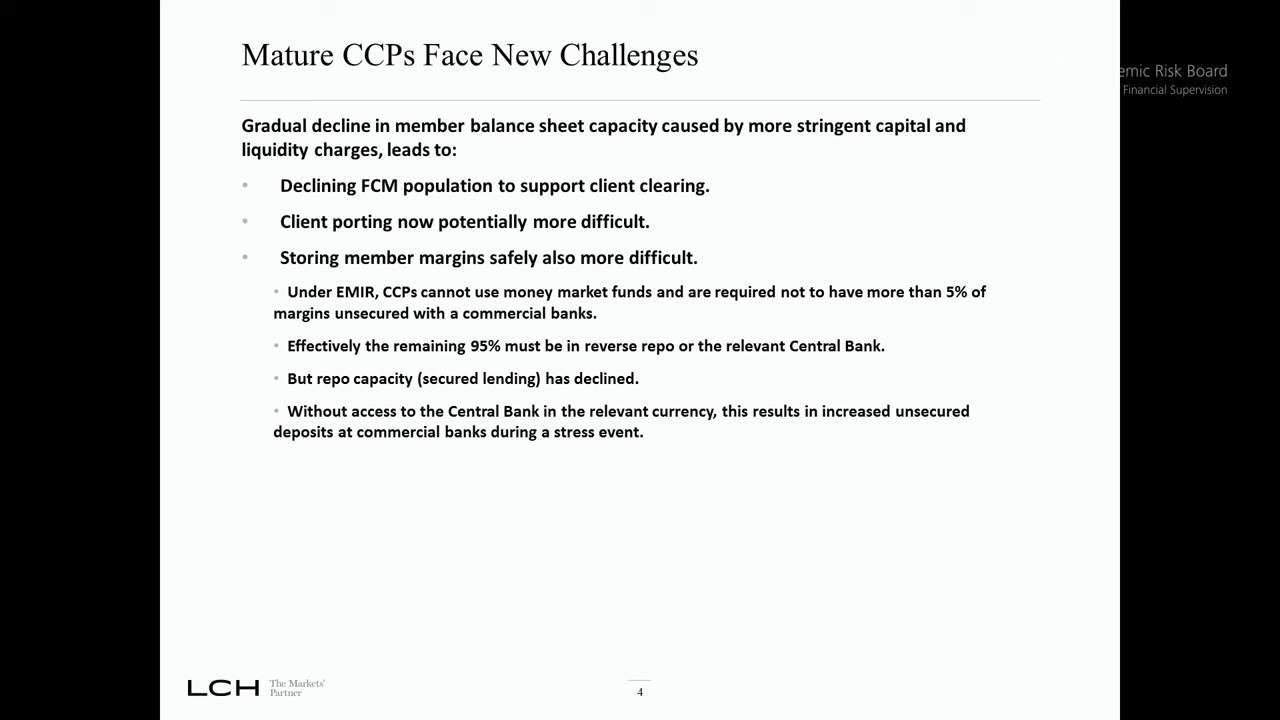 Mature CCPs Face New Challenges
emic Risk Board
Financial Supervision
Gradual decline in member balance sheet capacity caused by more stringent capital and
liquidity charges, leads to:
• Declining FCM population to support client clearing.
• Client porting now potentially more difficult.
• Storing member margins safely also more difficult.
• Under EMIR, CCPs cannot use money market funds and are required not to have more than 5% of
margins unsecured with a commercial banks.
• Effectively the remaining 95% must be in reverse repo or the relevant Central Bank.
• But repo capacity (secured lending) has declined.
• Without access to the Central Bank in the relevant currency, this results in increased unsecured
deposits at commercial banks during a stress event.
LCH The Markets'
Partner
4